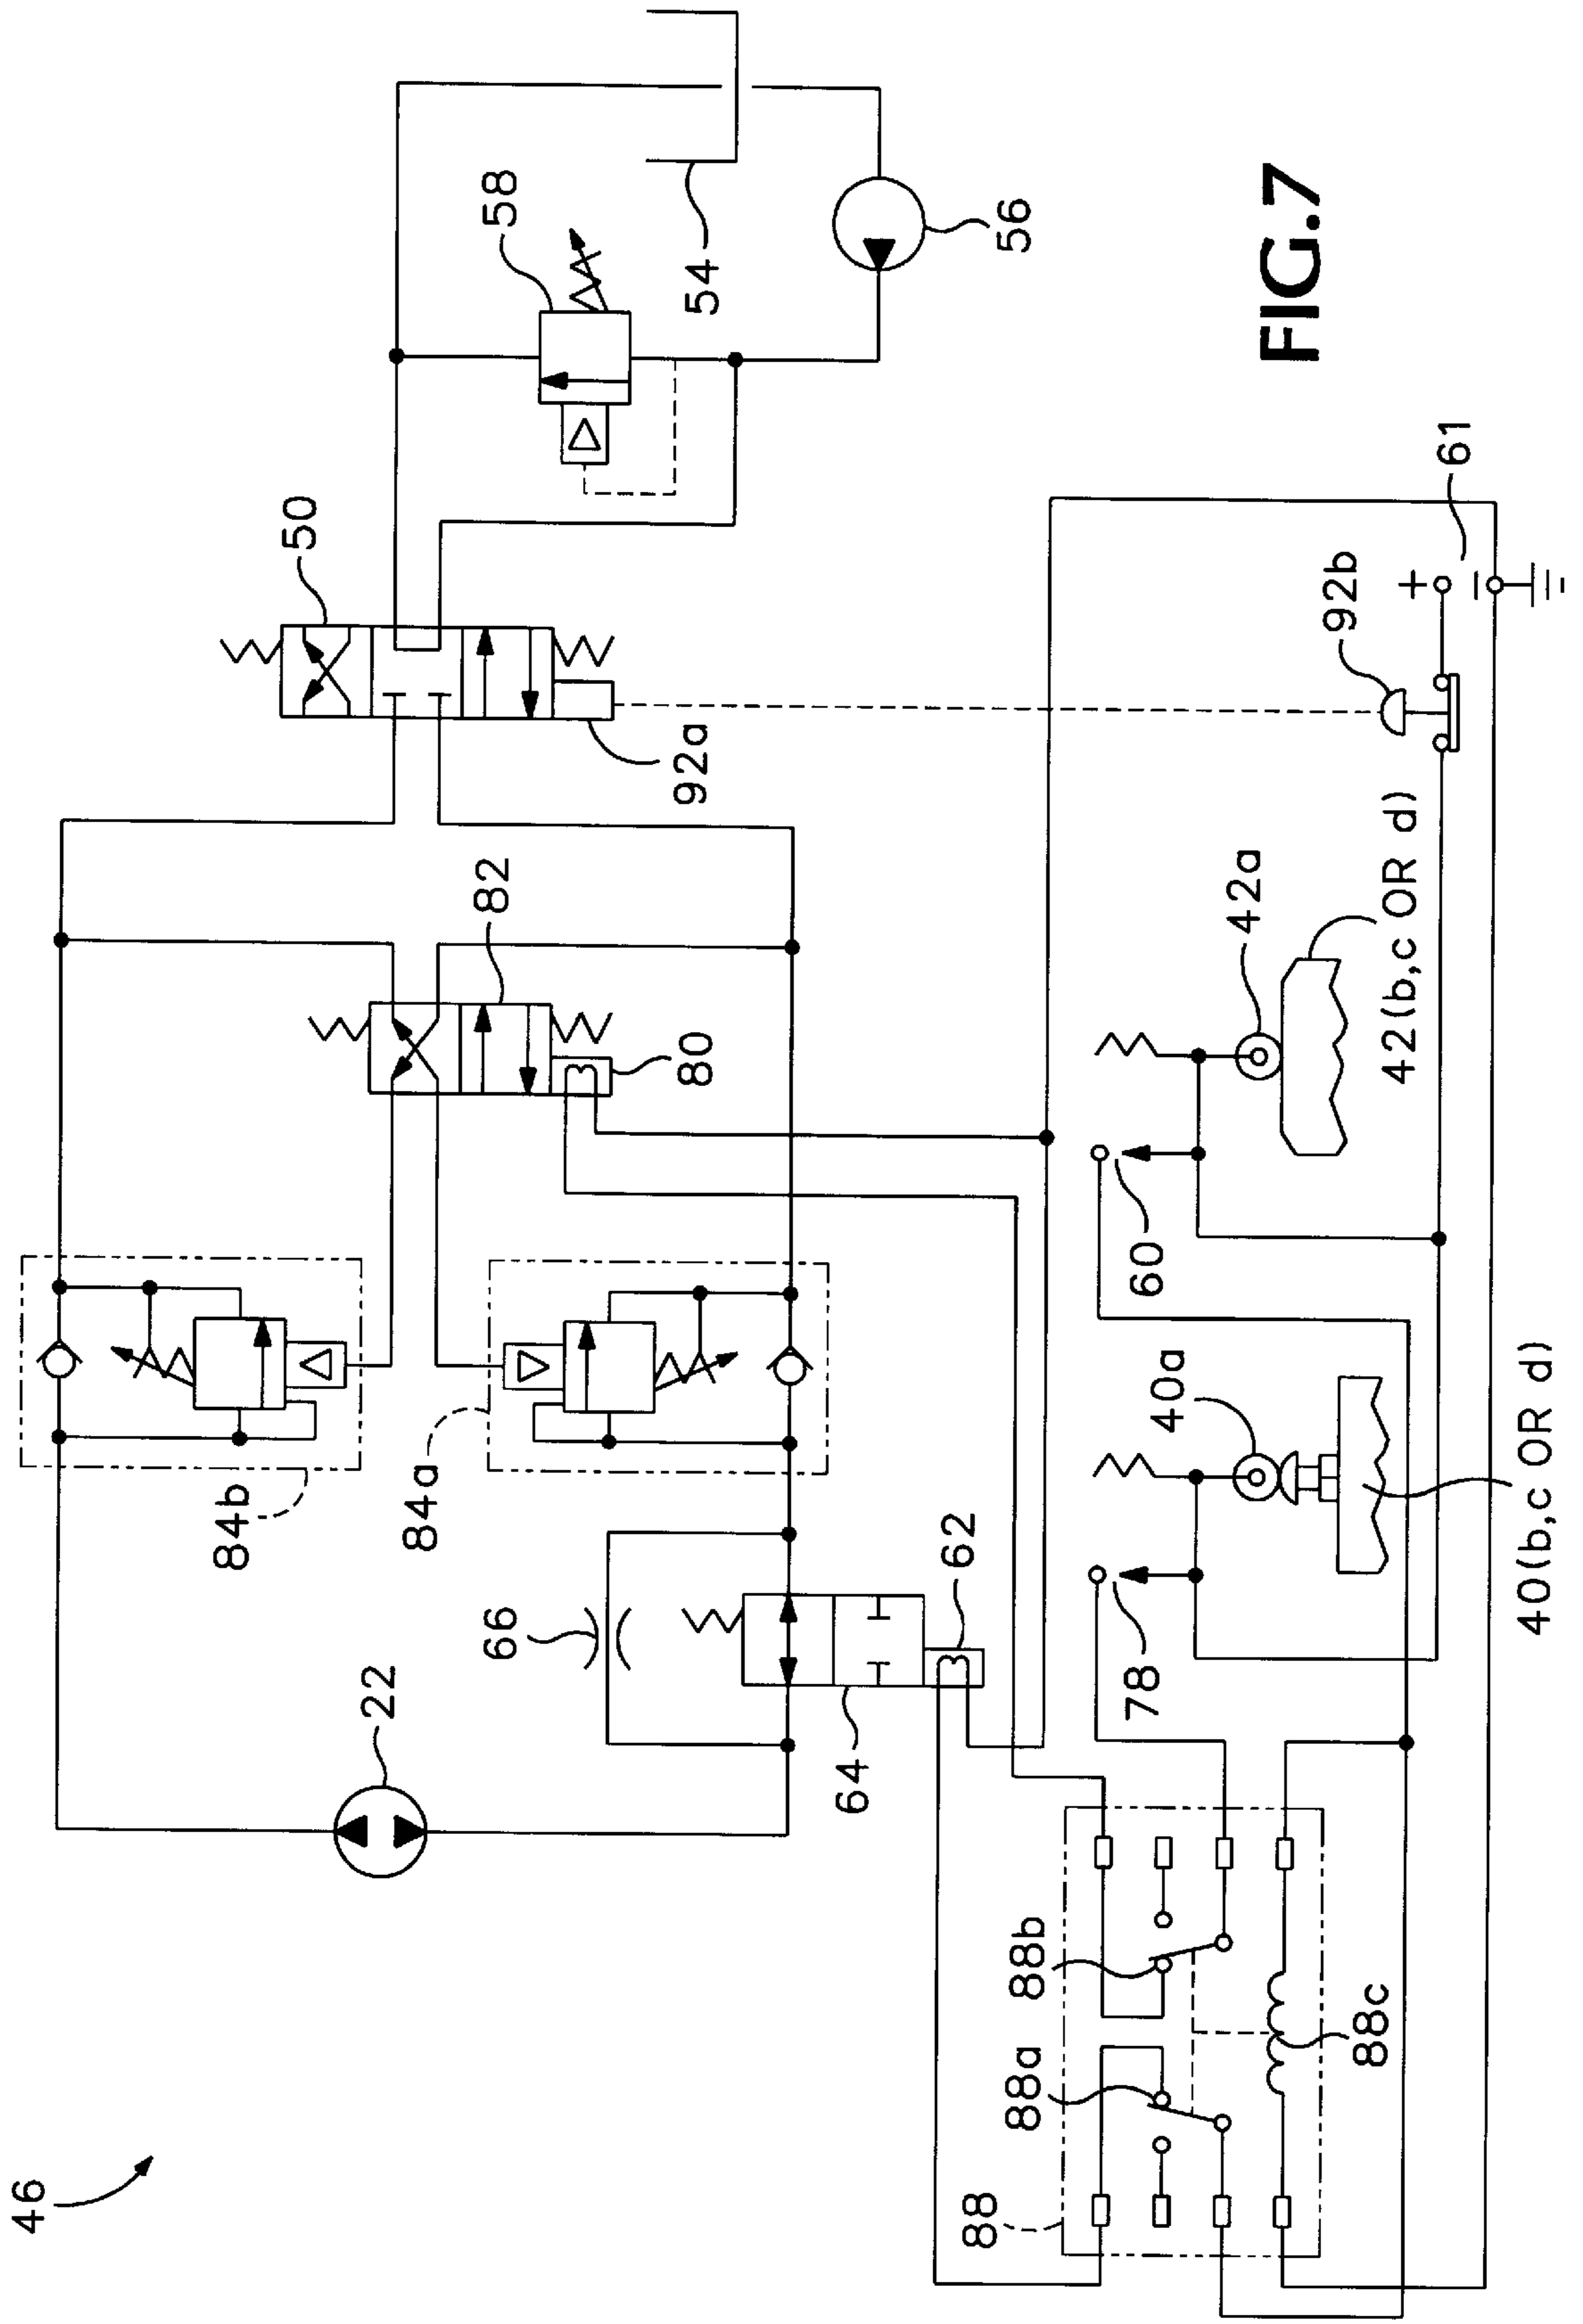 46
22
84b
84a
66
64
62
82
80
50
92a
58
54
56
88
88a
88b
88c
78
40a
40(b,c OR d)
60
42a
42(b,c OR d)
92b
+
−
61
FIG.7